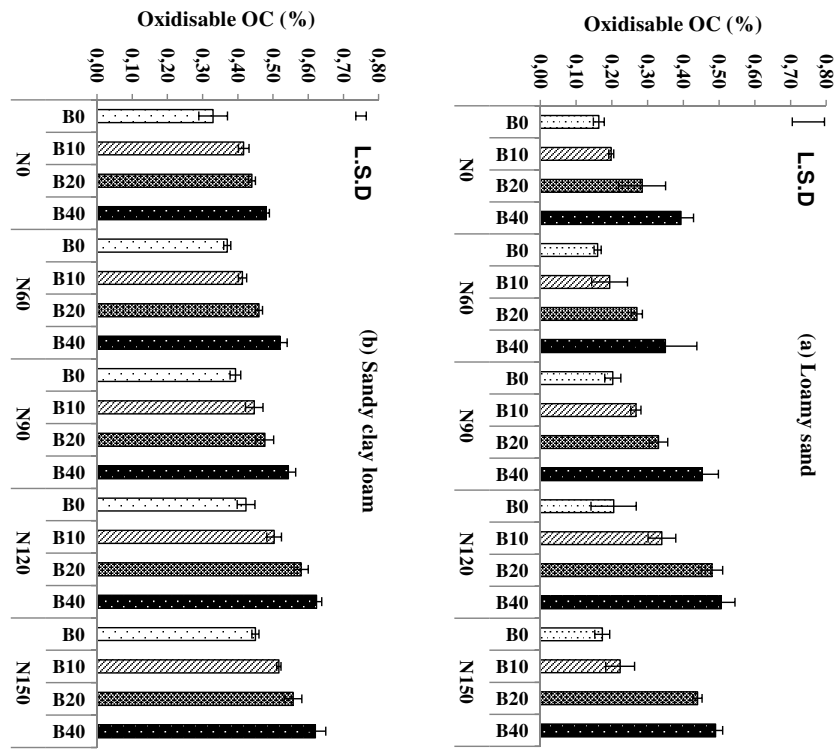 Oxidisable OC (%)
0,80
0,70
0,60
0,50
0,40
0,30
0,20
0,10
0,00
L.S.D
(a) Loamy sand
B0 B10 B20 B40 B0 B10 B20 B40 B0 B10 B20 B40 B0 B10 B20 B40 B0 B10 B20 B40
N0 N60 N90 N120 N150
Oxidisable OC (%)
0,80
0,70
0,60
0,50
0,40
0,30
0,20
0,10
0,00
L.S.D
(b) Sandy clay loam
B0 B10 B20 B40 B0 B10 B20 B40 B0 B10 B20 B40 B0 B10 B20 B40 B0 B10 B20 B40
N0 N60 N90 N120 N150